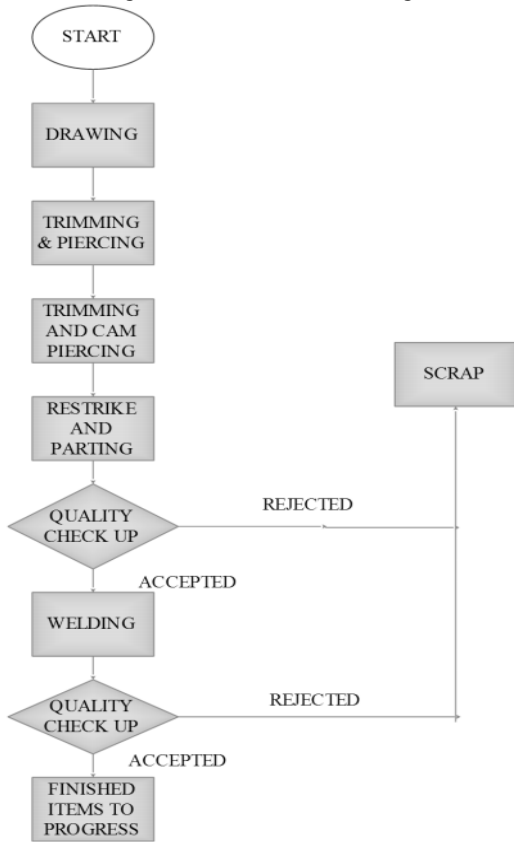 START
DRAWING
TRIMMING
& PIERCING
TRIMMING
AND CAM
PIERCING
SCRAP
RESTRIKE
AND
PARTING
QUALITY
CHECK UP
REJECTED
ACCEPTED
WELDING
QUALITY
CHECK UP
REJECTED
ACCEPTED
FINISHED
ITEMS TO
PROGRESS